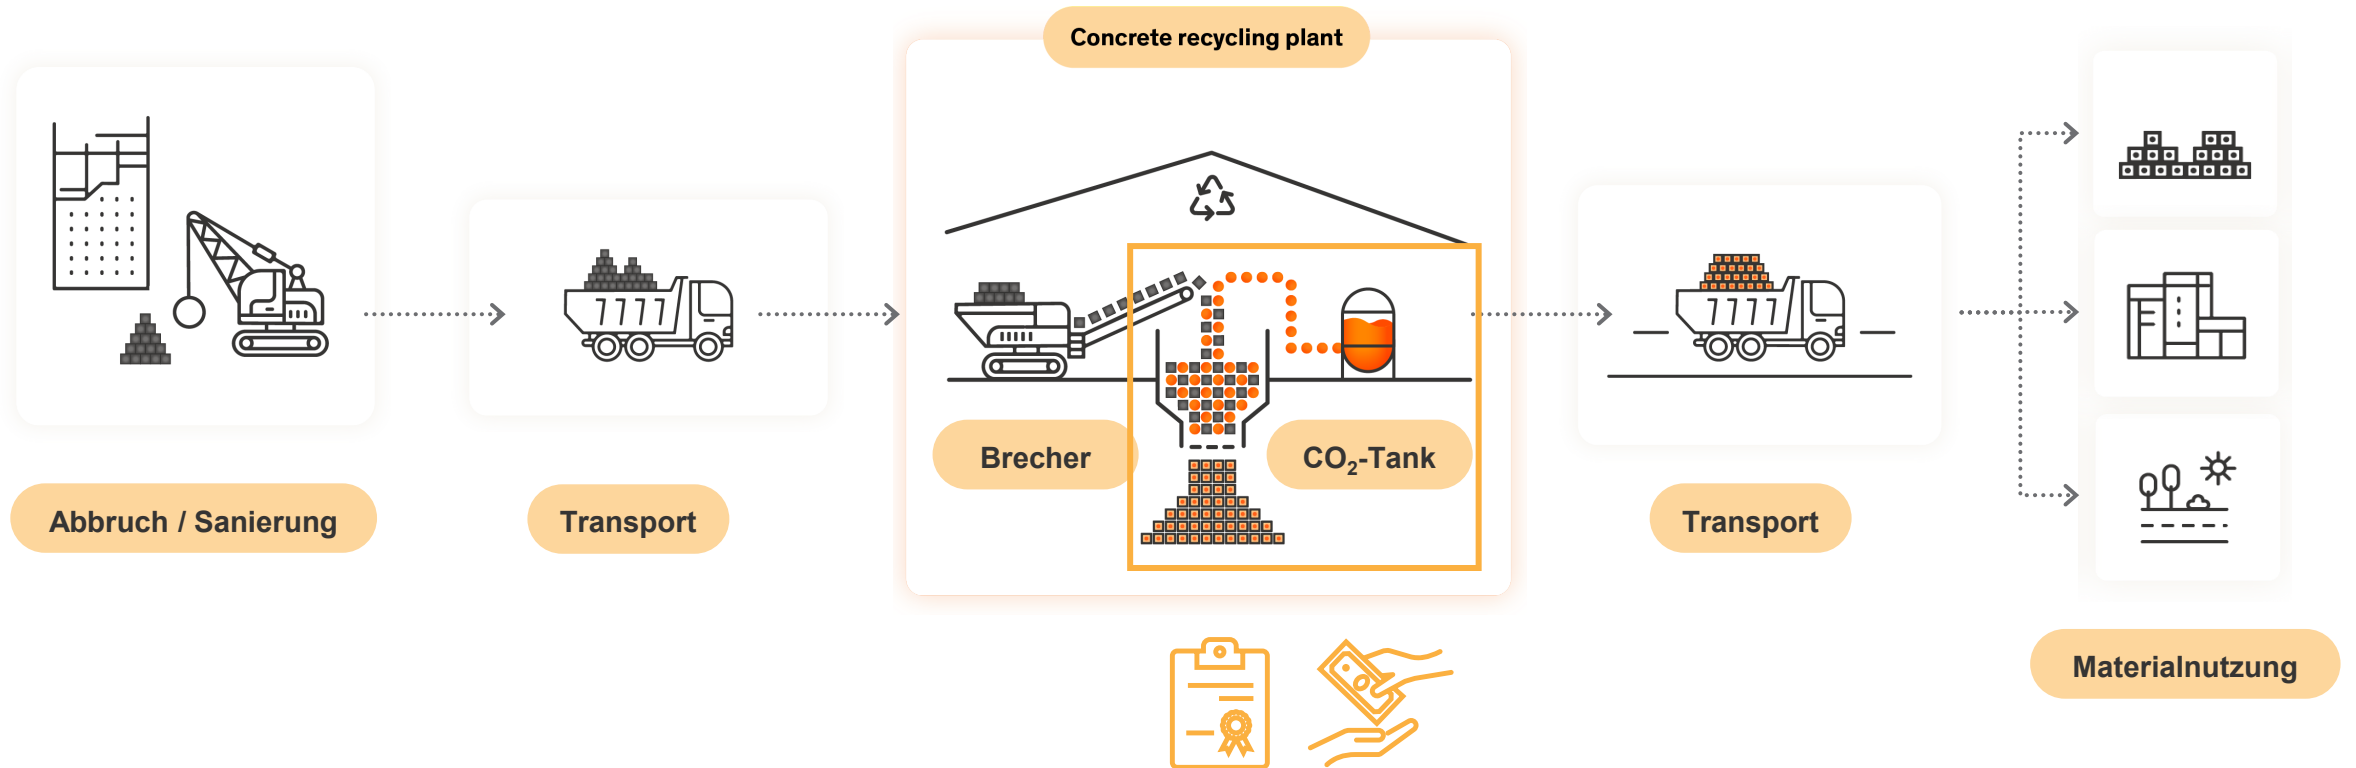 Concrete recycling plant
Brecher
CO₂-Tank
Abbruch / Sanierung
Transport
Transport
Materialnutzung